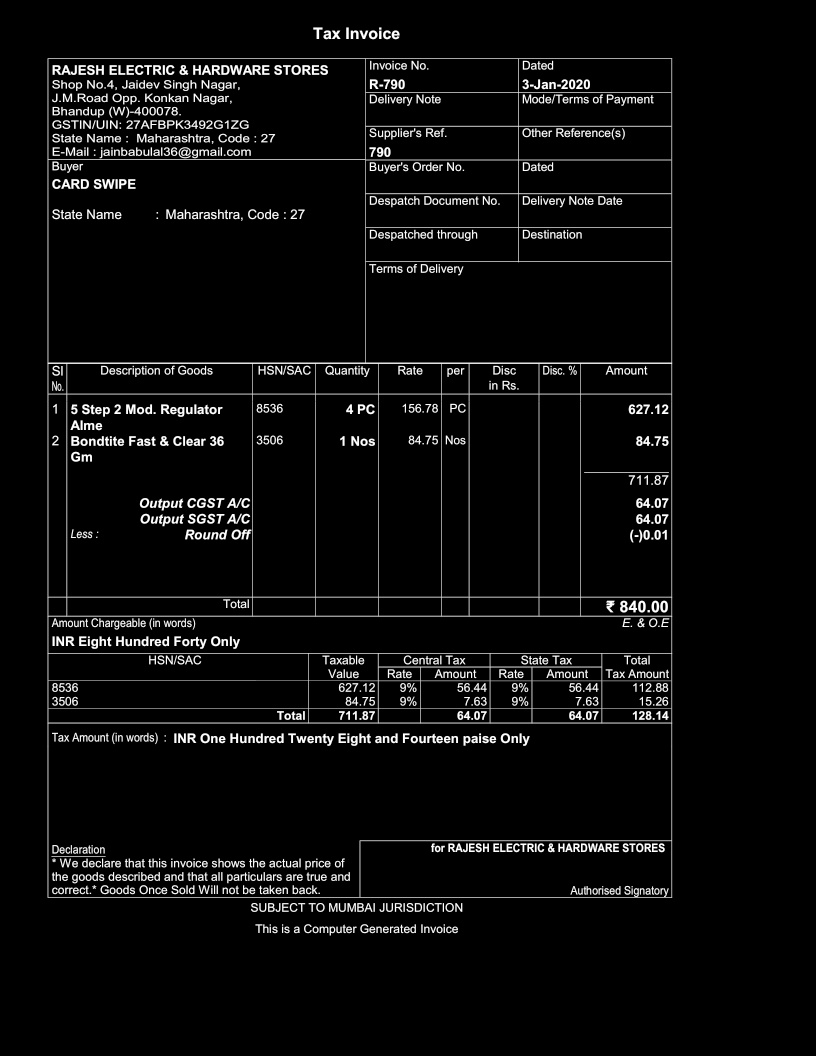 Tax Invoice
RAJESH ELECTRIC & HARDWARE STORES
Shop No.4, Jaidev Singh Nagar,
J.M.Road Opp. Konkan Nagar,
Bhandup (W)-400078.
GSTIN/UIN: 27AFBPK3492G1ZG
State Name : Maharashtra, Code : 27
E-Mail : jainbabulal36@gmail.com
Buyer
CARD SWIPE
State Name : Maharashtra, Code : 27
Invoice No. Dated
R-790 3-Jan-2020
Delivery Note Mode/Terms of Payment
Supplier's Ref. Other Reference(s)
790
Buyer's Order No. Dated
Despatch Document No. Delivery Note Date
Despatched through Destination
Terms of Delivery
Sl Description of Goods HSN/SAC Quantity Rate per Disc Disc. % Amount
No. in Rs.
1 5 Step 2 Mod. Regulator 8536 4 PC 156.78 PC 627.12
Alme
2 Bondtite Fast & Clear 36 3506 1 Nos 84.75 Nos 84.75
Gm
711.87
Output CGST A/C 64.07
Output SGST A/C 64.07
Less : Round Off (-)0.01
Total ₹ 840.00
Amount Chargeable (in words) E. & O.E
INR Eight Hundred Forty Only
HSN/SAC Taxable Central Tax State Tax Total
Value Rate Amount Rate Amount Tax Amount
8536 627.12 9% 56.44 9% 56.44 112.88
3506 84.75 9% 7.63 9% 7.63 15.26
Total 711.87 64.07 64.07 128.14
Tax Amount (in words) : INR One Hundred Twenty Eight and Fourteen paise Only
Declaration
* We declare that this invoice shows the actual price of
the goods described and that all particulars are true and
correct.* Goods Once Sold Will not be taken back.
for RAJESH ELECTRIC & HARDWARE STORES
Authorised Signatory
SUBJECT TO MUMBAI JURISDICTION
This is a Computer Generated Invoice